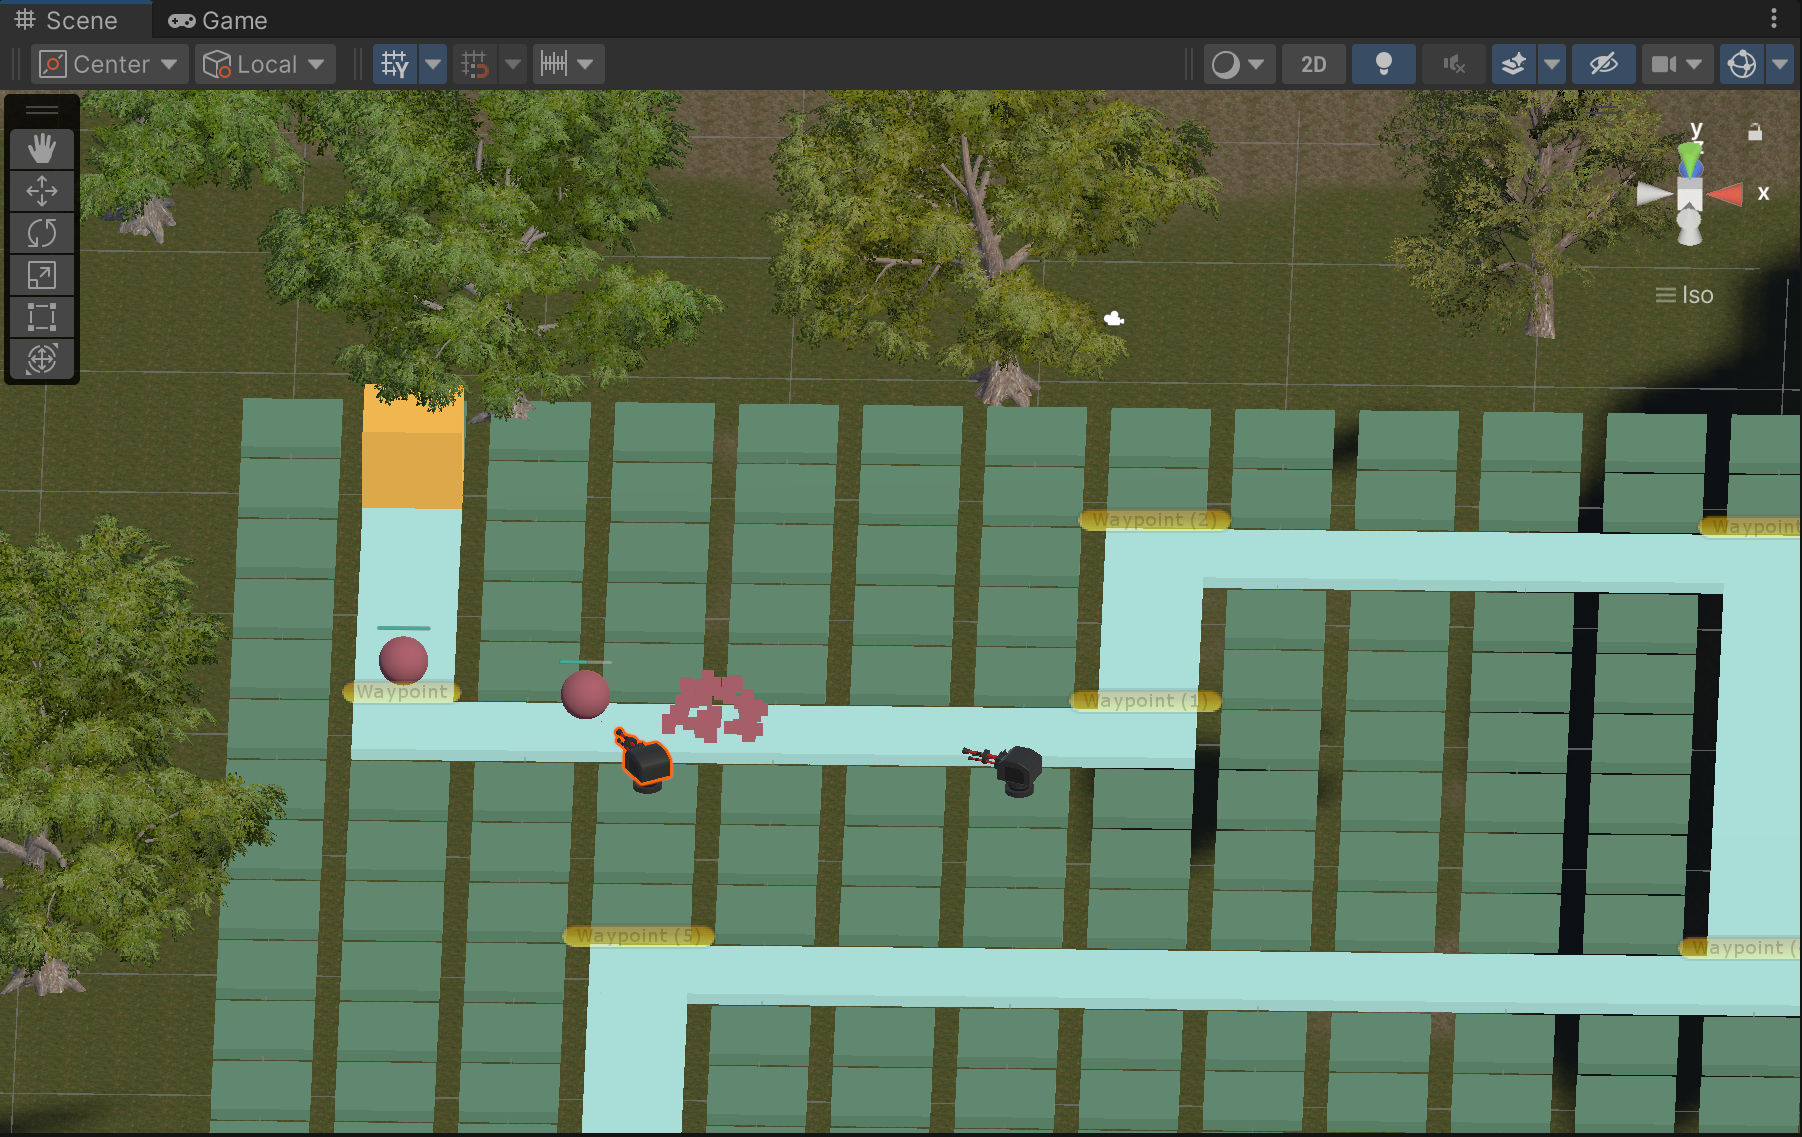 Scene
Game
Center
Local
2D
y
z
x
Iso
Waypoint (2)
Waypoint
Waypoint
Waypoint (1)
Waypoint (5)
Waypoint (